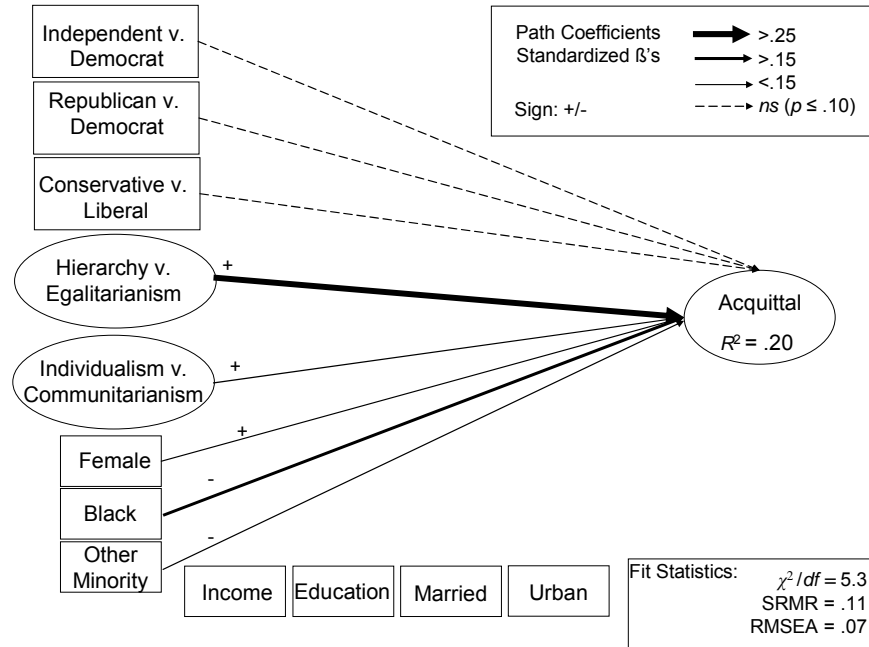 Independent v.
Democrat
Republican v.
Democrat
Conservative v.
Liberal
Hierarchy v.
Egalitarianism
Individualism v.
Communitarianism
Female
Black
Other
Minority
Income
Education
Married
Urban
+
+
+
-
-
Acquittal
R² = .20
Path Coefficients
Standardized ß's
Sign: +/-
>.25
>.15
<.15
ns (p ≤ .10)
Fit Statistics:
χ²/df = 5.3
SRMR = .11
RMSEA = .07